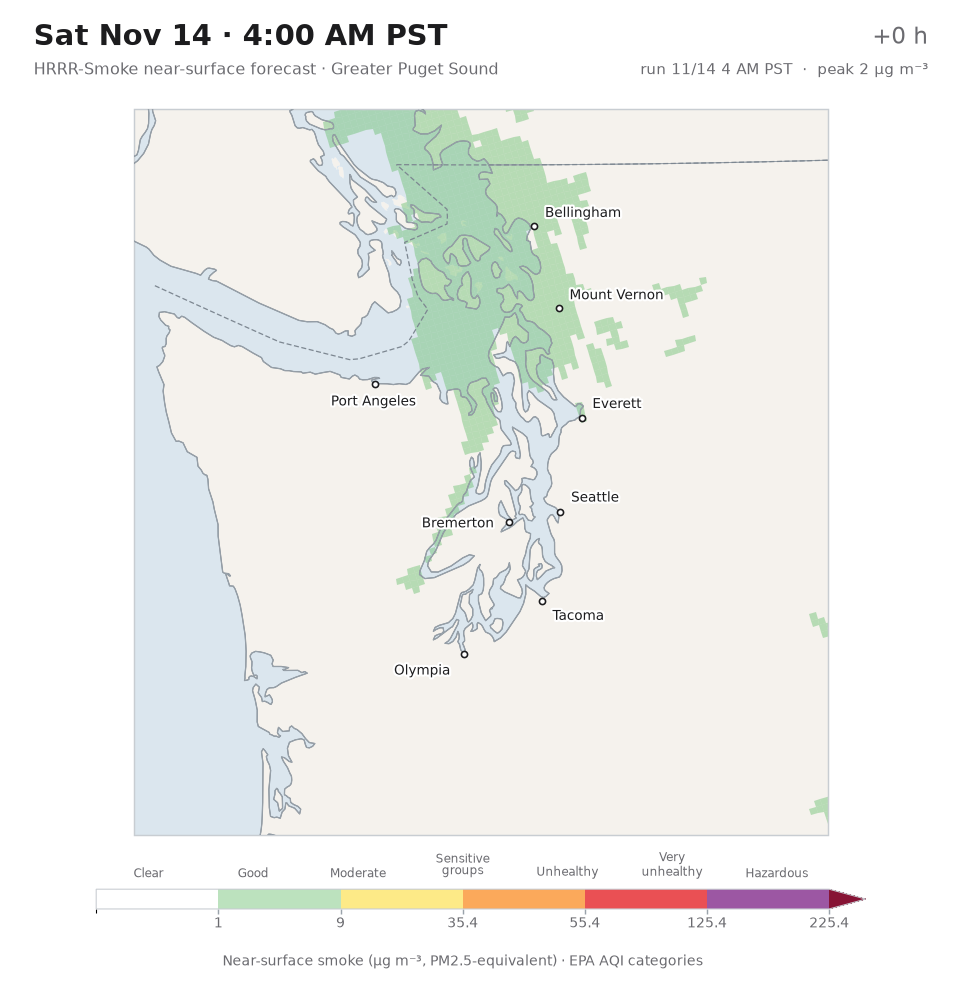 Sat Nov 14 · 4:00 AM PST
+0 h
HRRR-Smoke near-surface forecast · Greater Puget Sound
run 11/14 4 AM PST · peak 2 µg m⁻³
Bellingham
Mount Vernon
Port Angeles
Everett
Seattle
Bremerton
Tacoma
Olympia
Clear
Good
Moderate
Sensitive
groups
Unhealthy
Very
unhealthy
Hazardous
1
9
35.4
55.4
125.4
225.4
Near-surface smoke (µg m⁻³, PM2.5-equivalent) · EPA AQI categories